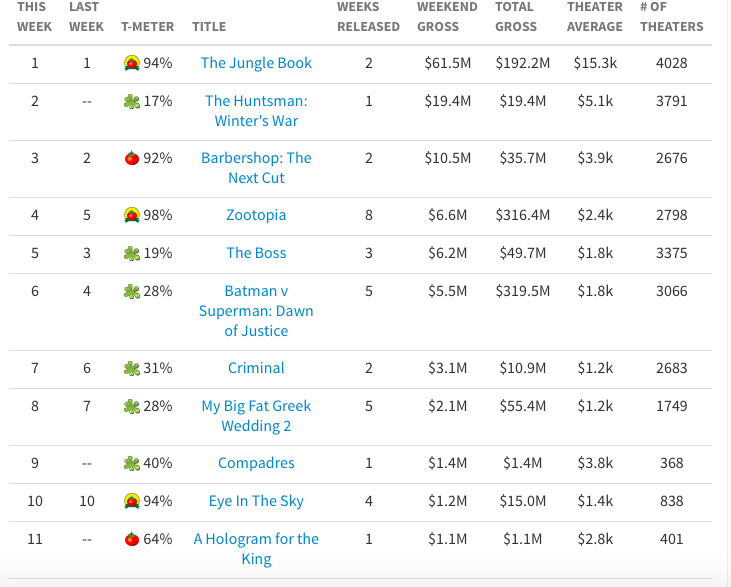 THIS LAST WEEKS WEEKEND TOTAL THEATER # OF
WEEK WEEK T-METER TITLE RELEASED GROSS GROSS AVERAGE THEATERS
1 1 94% The Jungle Book 2 $61.5M $192.2M $15.3k 4028
2 -- 17% The Huntsman: 1 $19.4M $19.4M $5.1k 3791
Winter's War
3 2 92% Barbershop: The 2 $10.5M $35.7M $3.9k 2676
Next Cut
4 5 98% Zootopia 8 $6.6M $316.4M $2.4k 2798
5 3 19% The Boss 3 $6.2M $49.7M $1.8k 3375
6 4 28% Batman v 5 $5.5M $319.5M $1.8k 3066
Superman: Dawn
of Justice
7 6 31% Criminal 2 $3.1M $10.9M $1.2k 2683
8 7 28% My Big Fat Greek 5 $2.1M $55.4M $1.2k 1749
Wedding 2
9 -- 40% Compadres 1 $1.4M $1.4M $3.8k 368
10 10 94% Eye In The Sky 4 $1.2M $15.0M $1.4k 838
11 -- 64% A Hologram for the 1 $1.1M $1.1M $2.8k 401
King